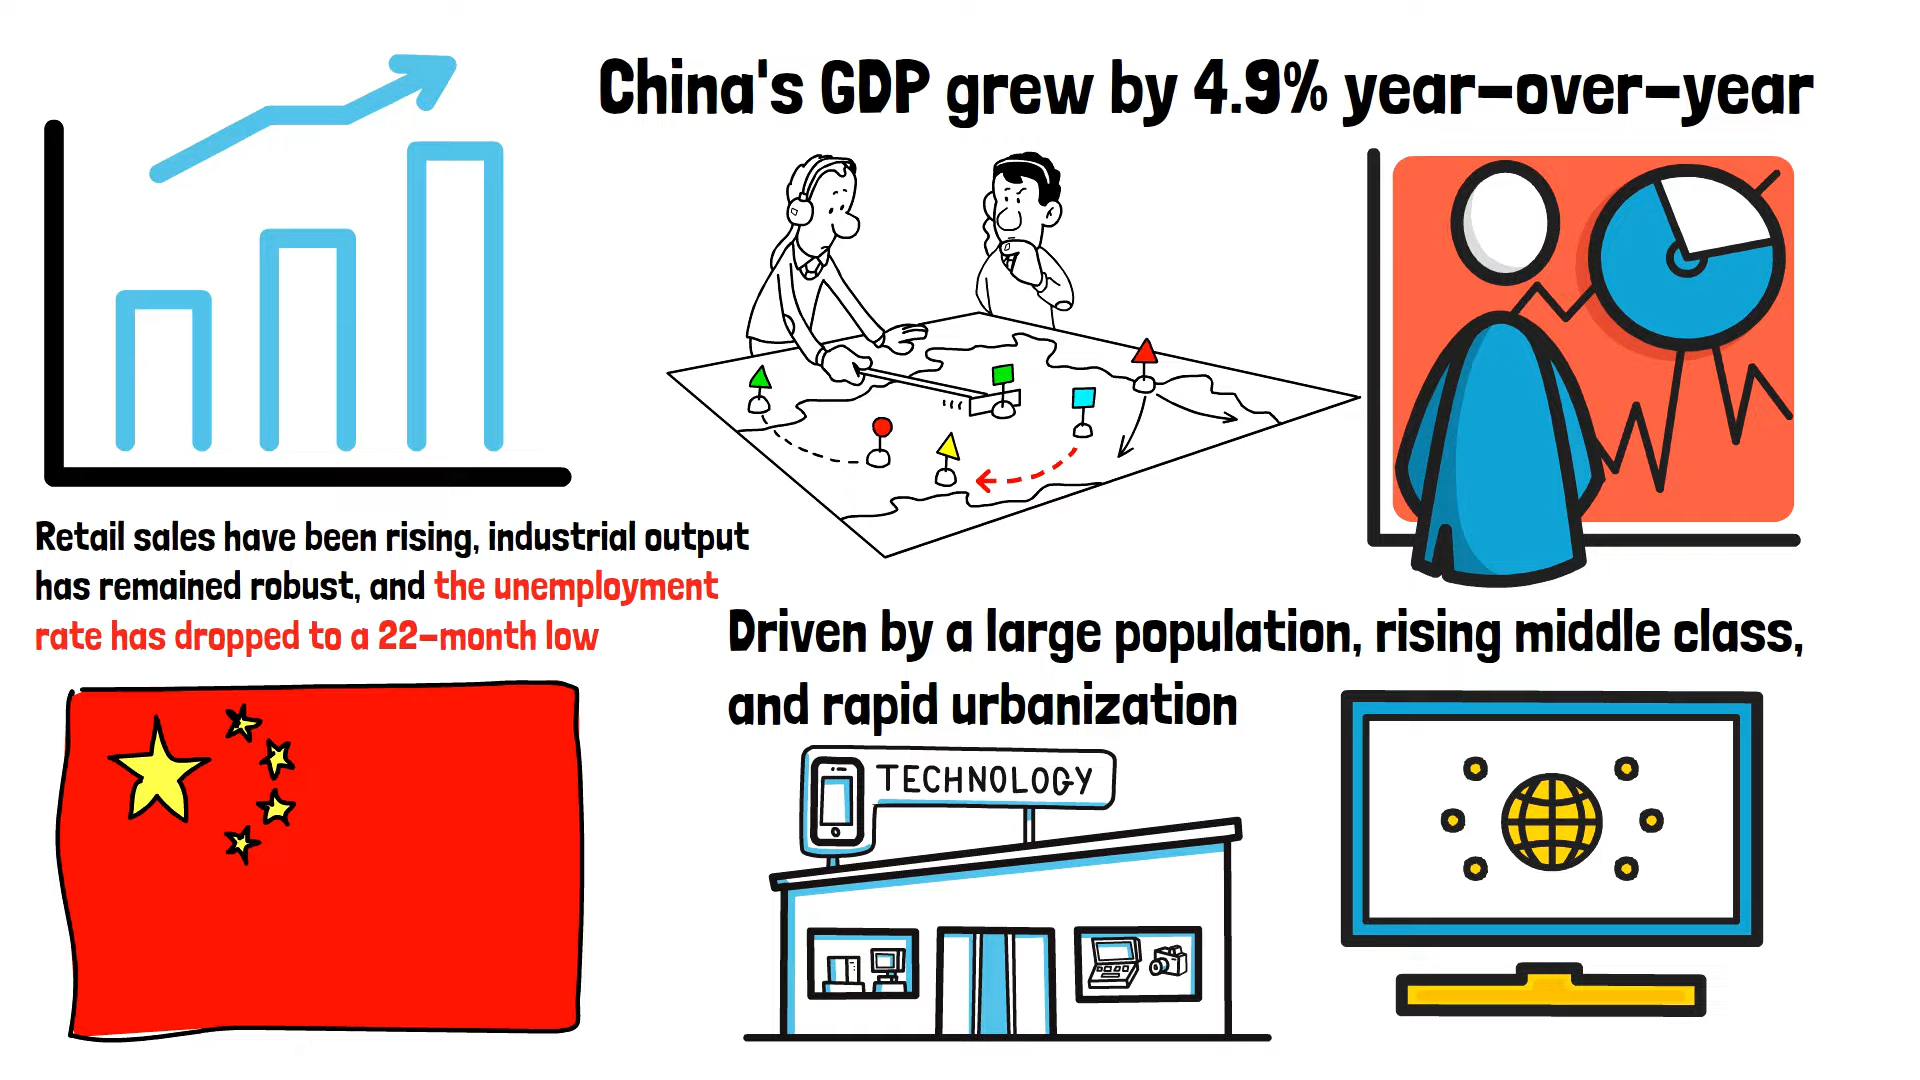 China's GDP grew by 4.9% year-over-year
Retail sales have been rising, industrial output
has remained robust, and the unemployment
rate has dropped to a 22-month low
Driven by a large population, rising middle class,
and rapid urbanization
TECHNOLOGY